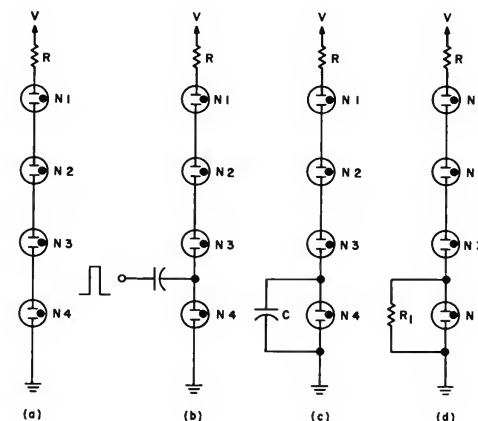 V V V V
R R R R
N1 N1 N1 N
N2 N2 N2 N
N3 N3 N3
N4 N4 C N4 R1 N
(a) (b) (c) (d)